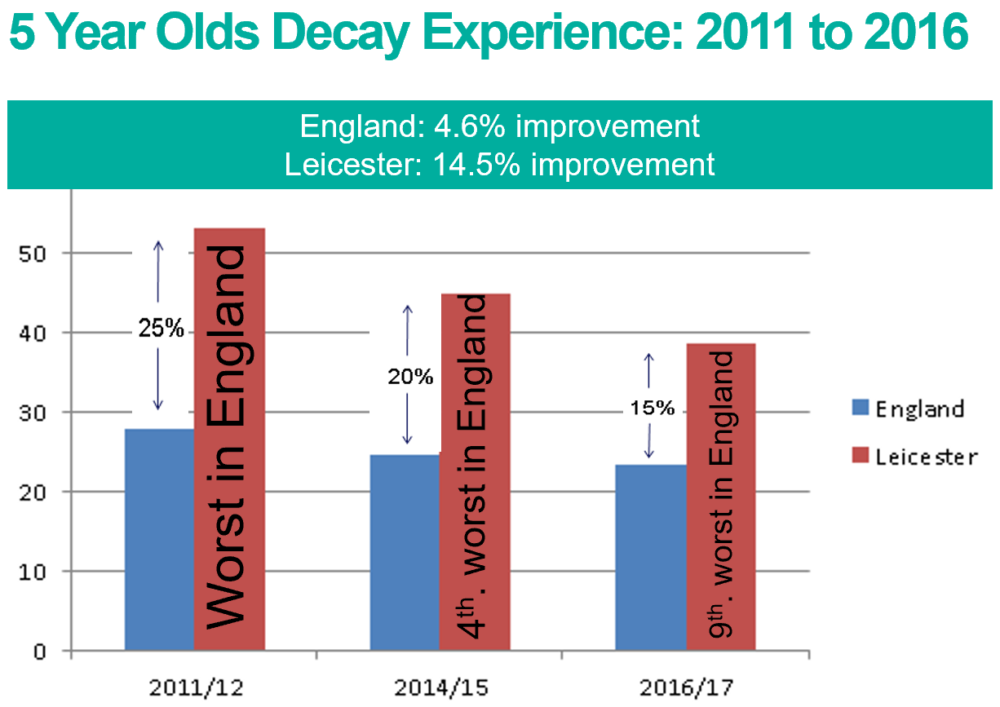 5 Year Olds Decay Experience: 2011 to 2016
England: 4.6% improvement
Leicester: 14.5% improvement
50
40
30
20
10
0
25%
Worst in England
20%
4th. worst in England
15%
9th. worst in England
England
Leicester
2011/12
2014/15
2016/17